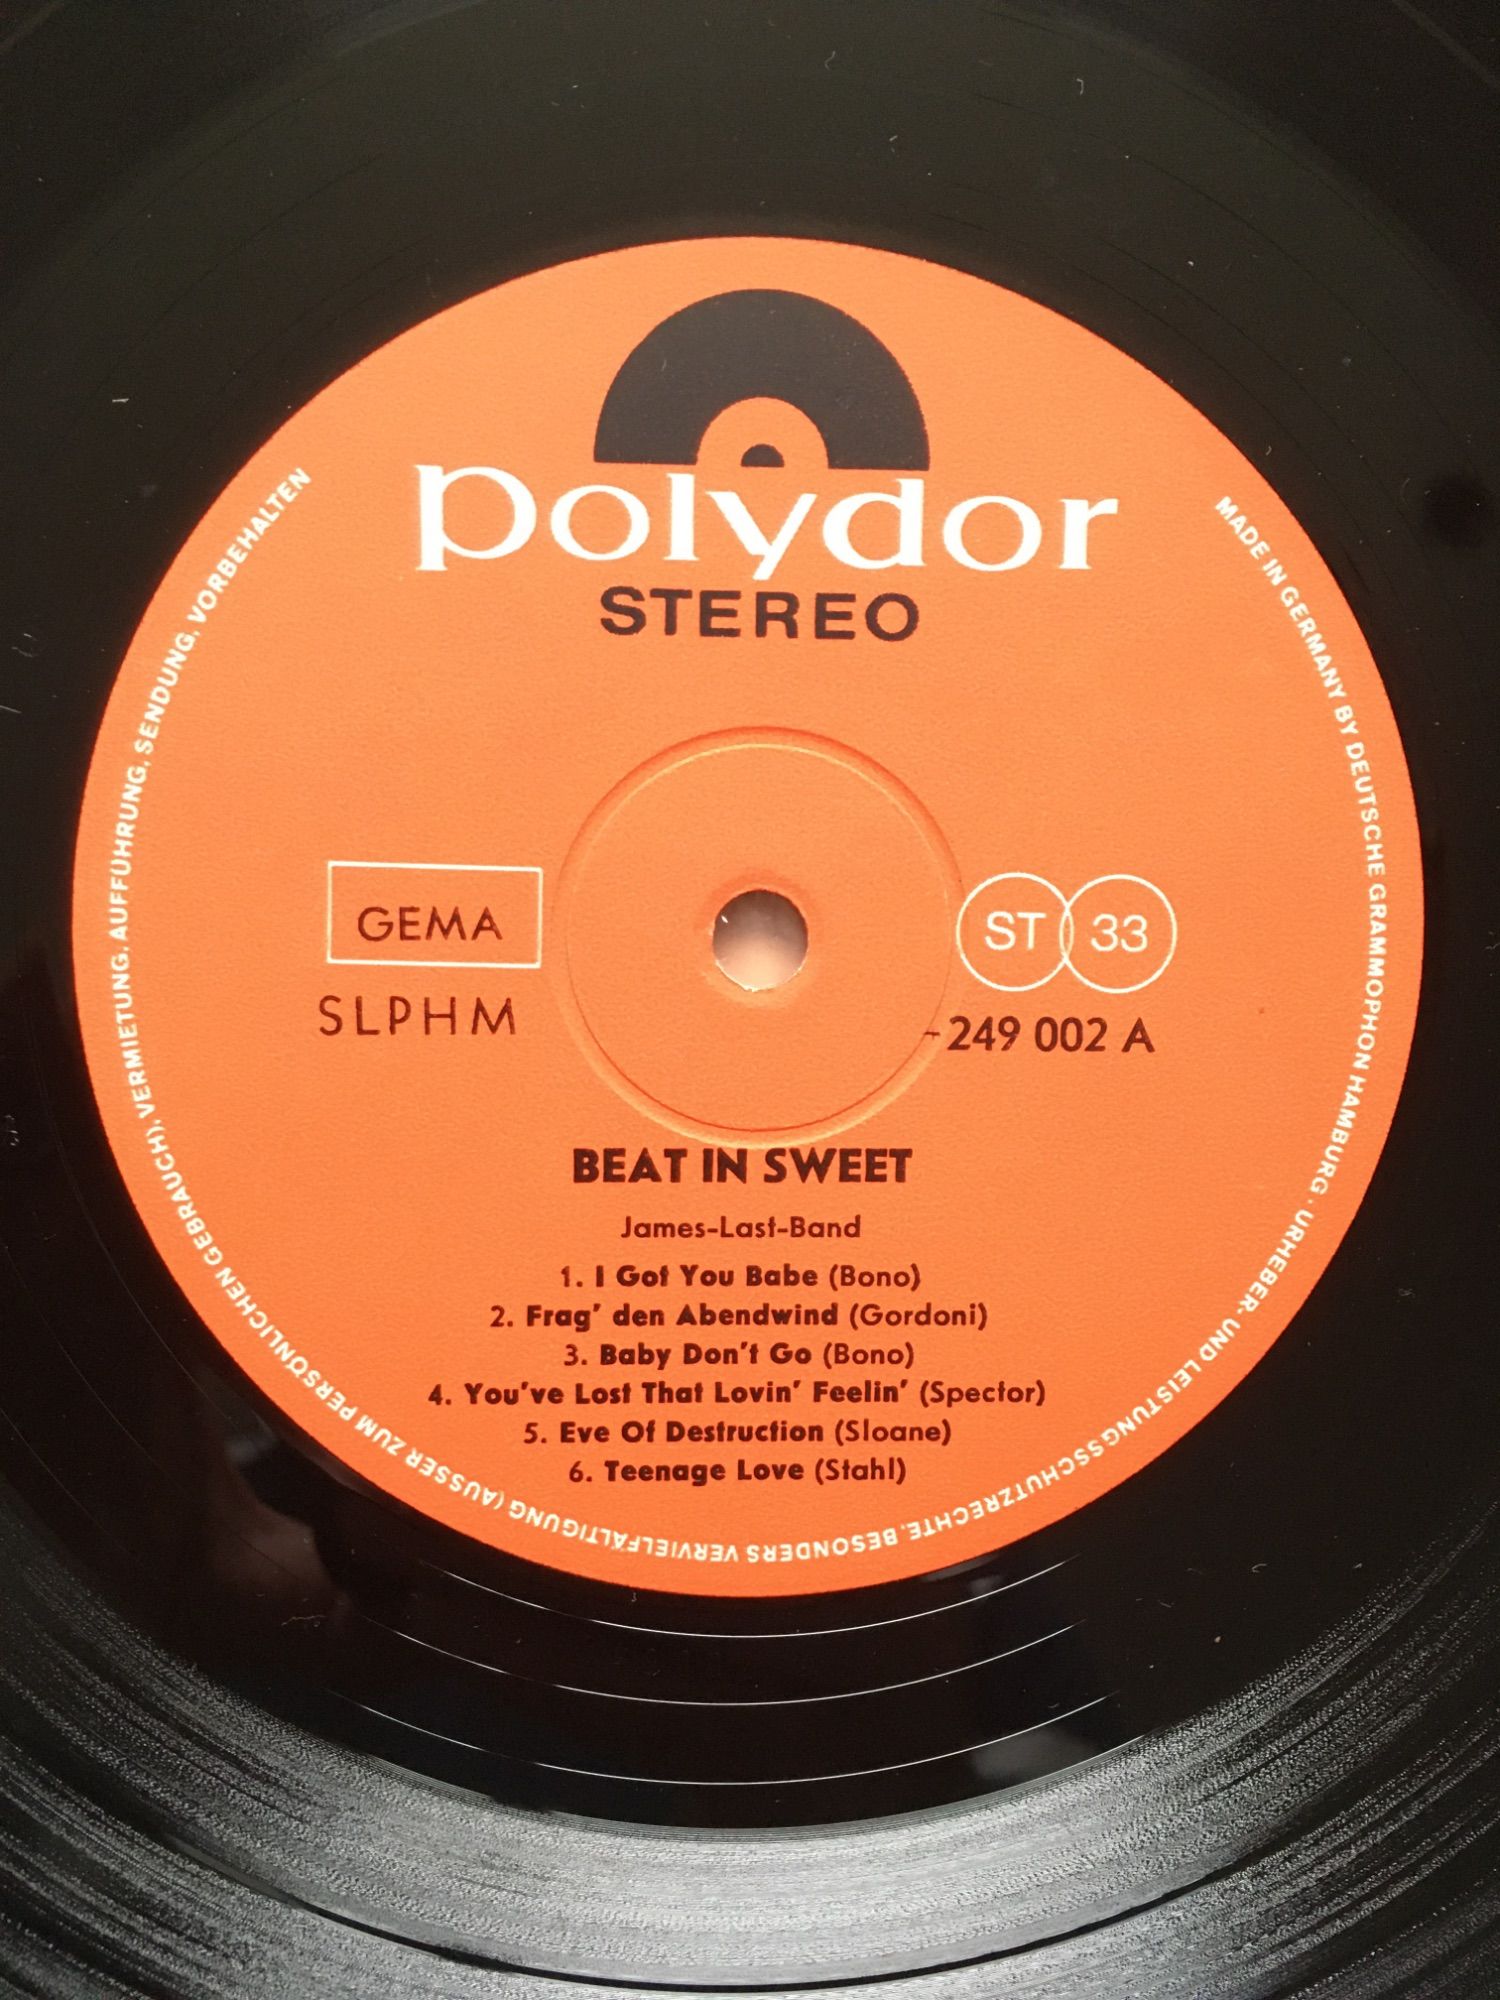 polydor
STEREO
GEMA
ST 33
SLPHM
249 002 A
BEAT IN SWEET
James-Last-Band
1. I Got You Babe (Bono)
2. Frag' den Abendwind (Gordoni)
3. Baby Don't Go (Bono)
4. You've Lost That Lovin' Feelin' (Spector)
5. Eve Of Destruction (Sloane)
6. Teenage Love (Stahl)
MADE IN GERMANY BY DEUTSCHE GRAMMOPHON HAMBURG · URHEBER- UND LEISTUNGSSCHUTZRECHTE, BESONDERS VERVIELFÄLTIGUNG (AUSSER ZUM PERSÖNLICHEN GEBRAUCH), VERMIETUNG, AUFFÜHRUNG, SENDUNG, VORBEHALTEN